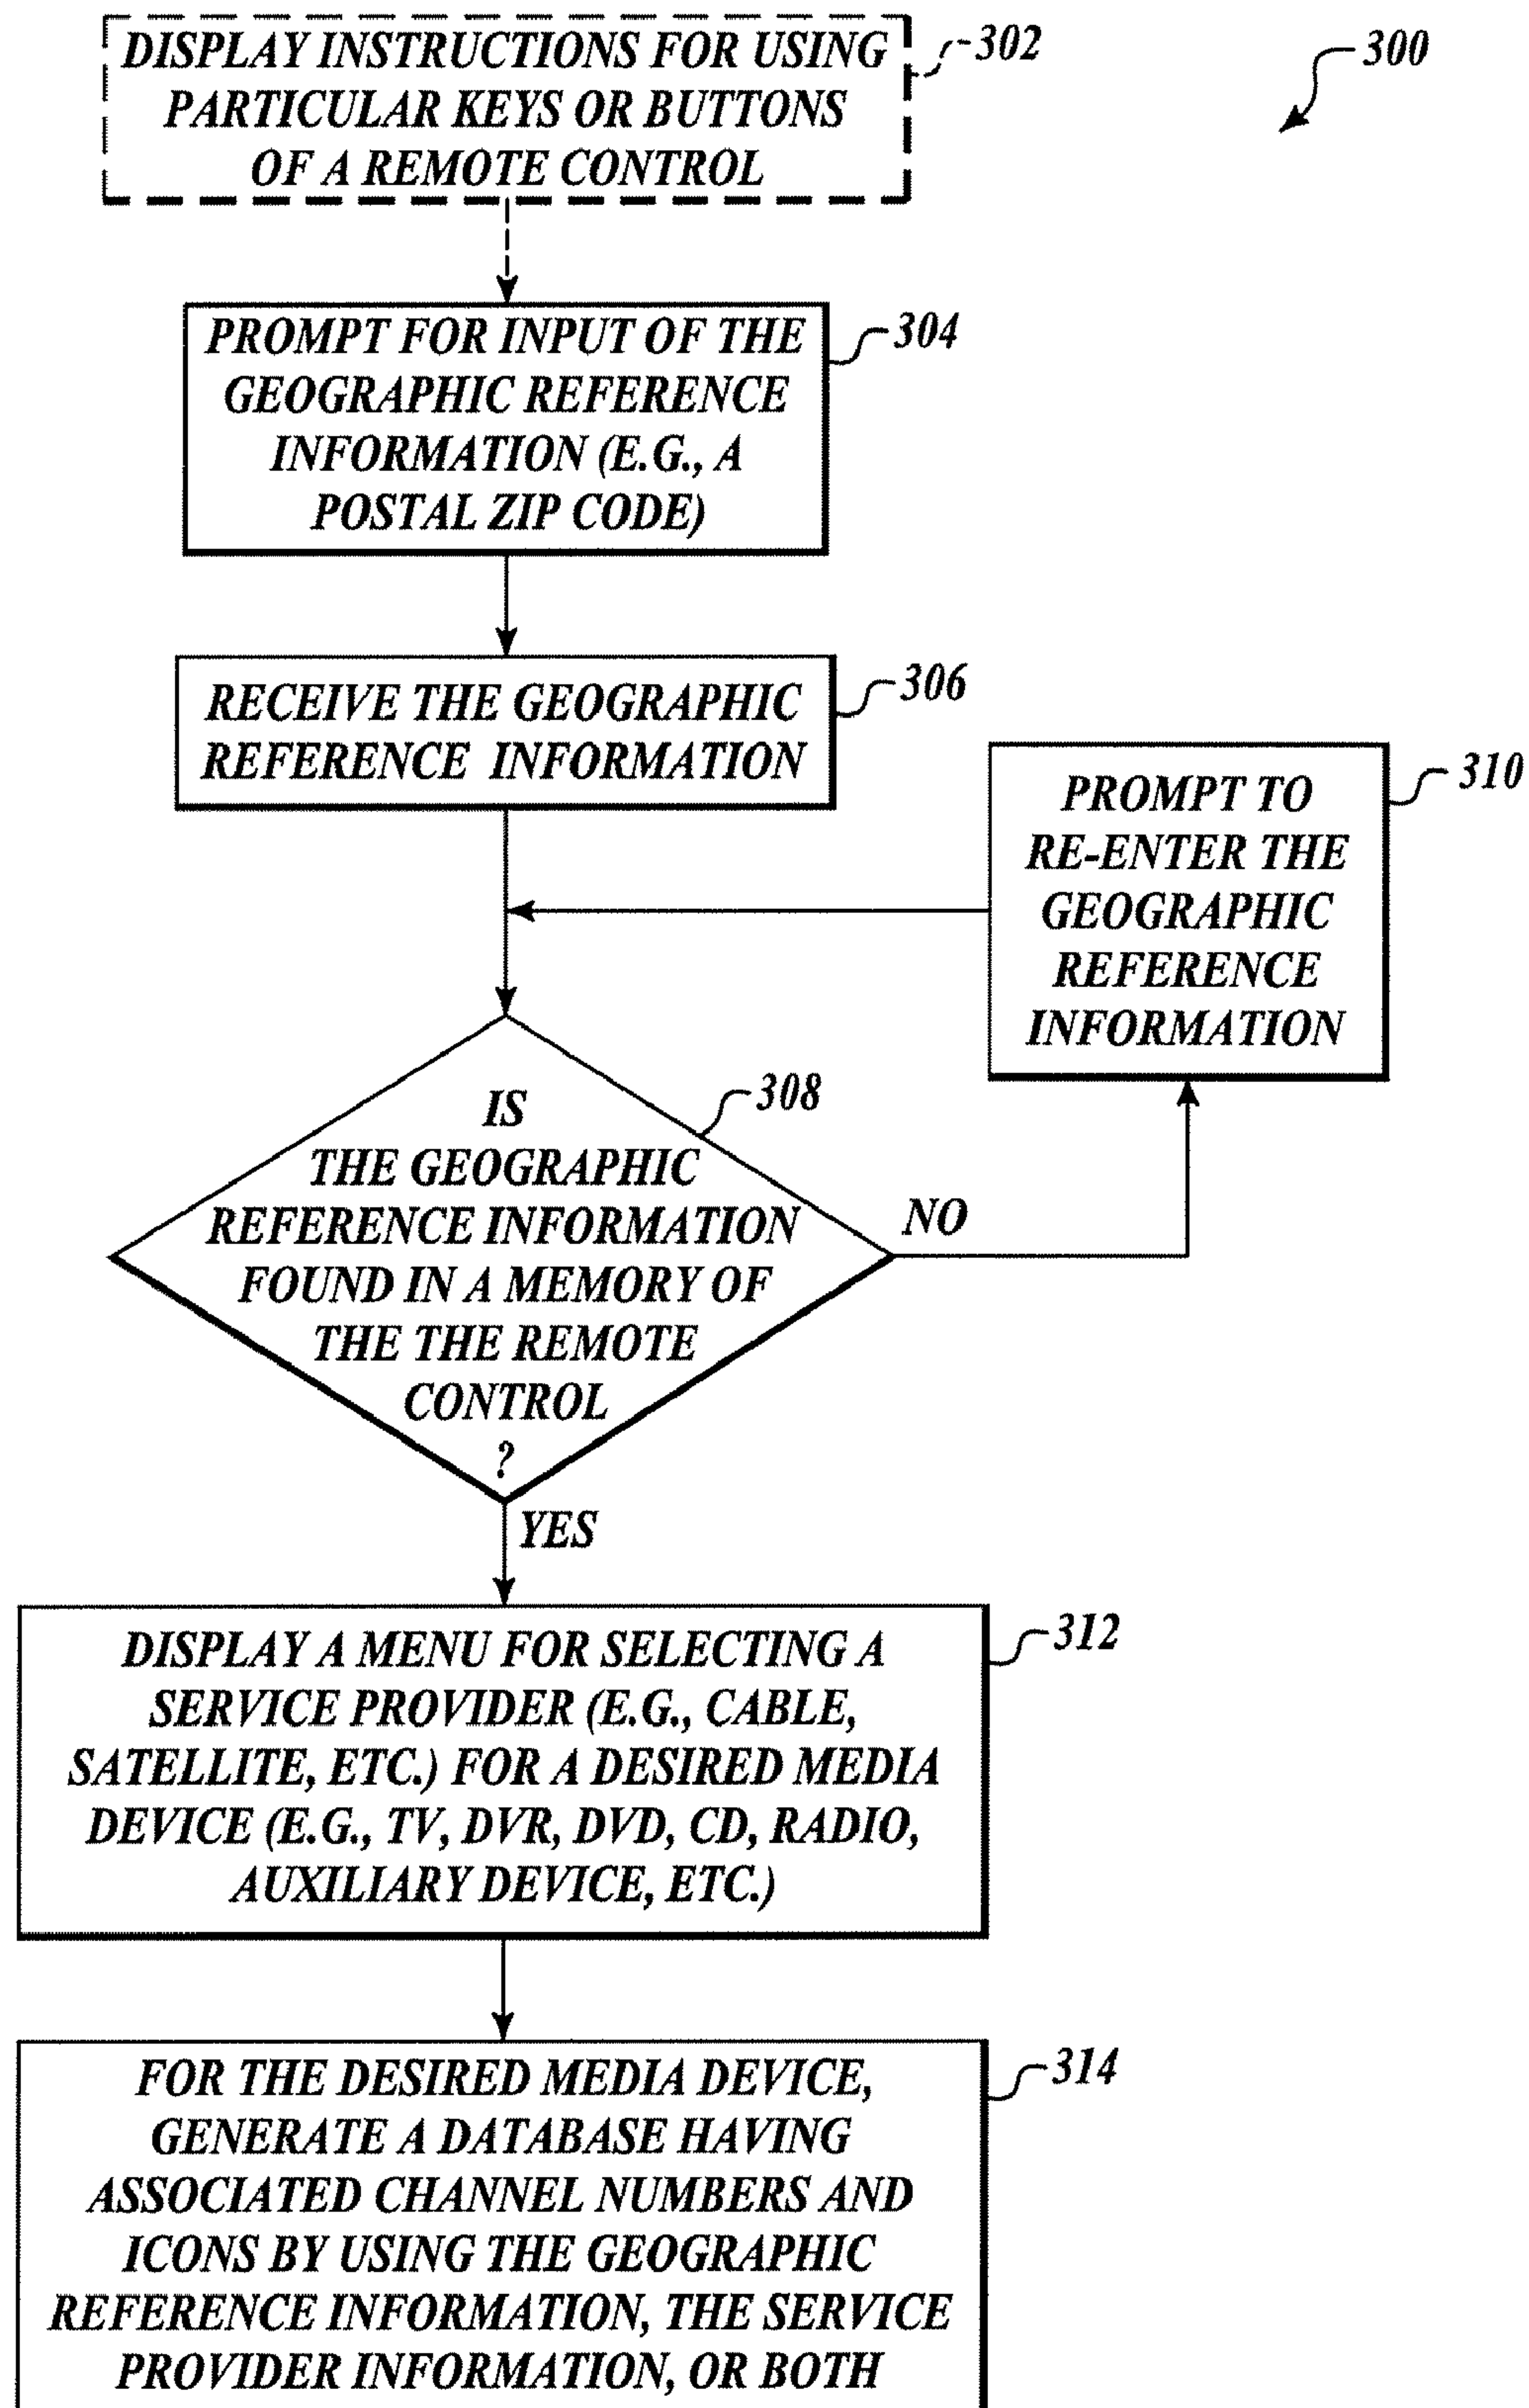 DISPLAY INSTRUCTIONS FOR USING
PARTICULAR KEYS OR BUTTONS
OF A REMOTE CONTROL
302
300
PROMPT FOR INPUT OF THE
GEOGRAPHIC REFERENCE
INFORMATION (E.G., A
POSTAL ZIP CODE)
304
RECEIVE THE GEOGRAPHIC
REFERENCE INFORMATION
306
PROMPT TO
RE-ENTER THE
GEOGRAPHIC
REFERENCE
INFORMATION
310
IS
THE GEOGRAPHIC
REFERENCE INFORMATION
FOUND IN A MEMORY OF
THE THE REMOTE
CONTROL
?
308
NO
YES
DISPLAY A MENU FOR SELECTING A
SERVICE PROVIDER (E.G., CABLE,
SATELLITE, ETC.) FOR A DESIRED MEDIA
DEVICE (E.G., TV, DVR, DVD, CD, RADIO,
AUXILIARY DEVICE, ETC.)
312
FOR THE DESIRED MEDIA DEVICE,
GENERATE A DATABASE HAVING
ASSOCIATED CHANNEL NUMBERS AND
ICONS BY USING THE GEOGRAPHIC
REFERENCE INFORMATION, THE SERVICE
PROVIDER INFORMATION, OR BOTH
314